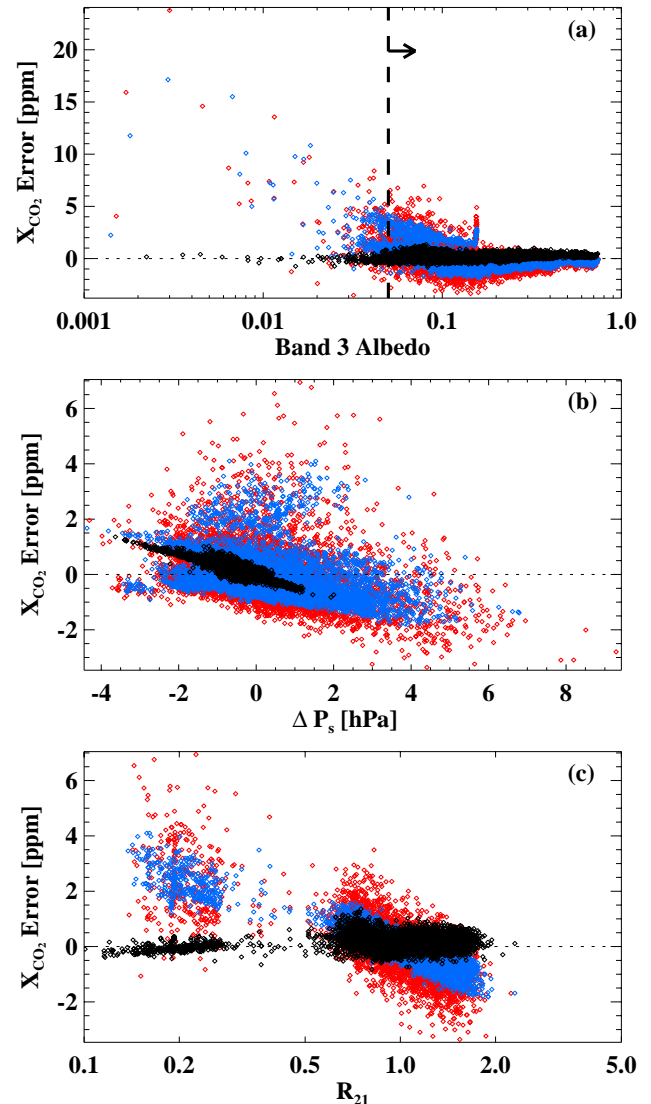 (a)
X_CO2 Error [ppm]
20
15
10
5
0
0.001 0.01 0.1 1.0
Band 3 Albedo
(b)
X_CO2 Error [ppm]
6
4
2
0
-2
-4 -2 0 2 4 6 8
Δ P_s [hPa]
(c)
X_CO2 Error [ppm]
6
4
2
0
-2
0.1 0.2 0.5 1.0 2.0 5.0
R_21